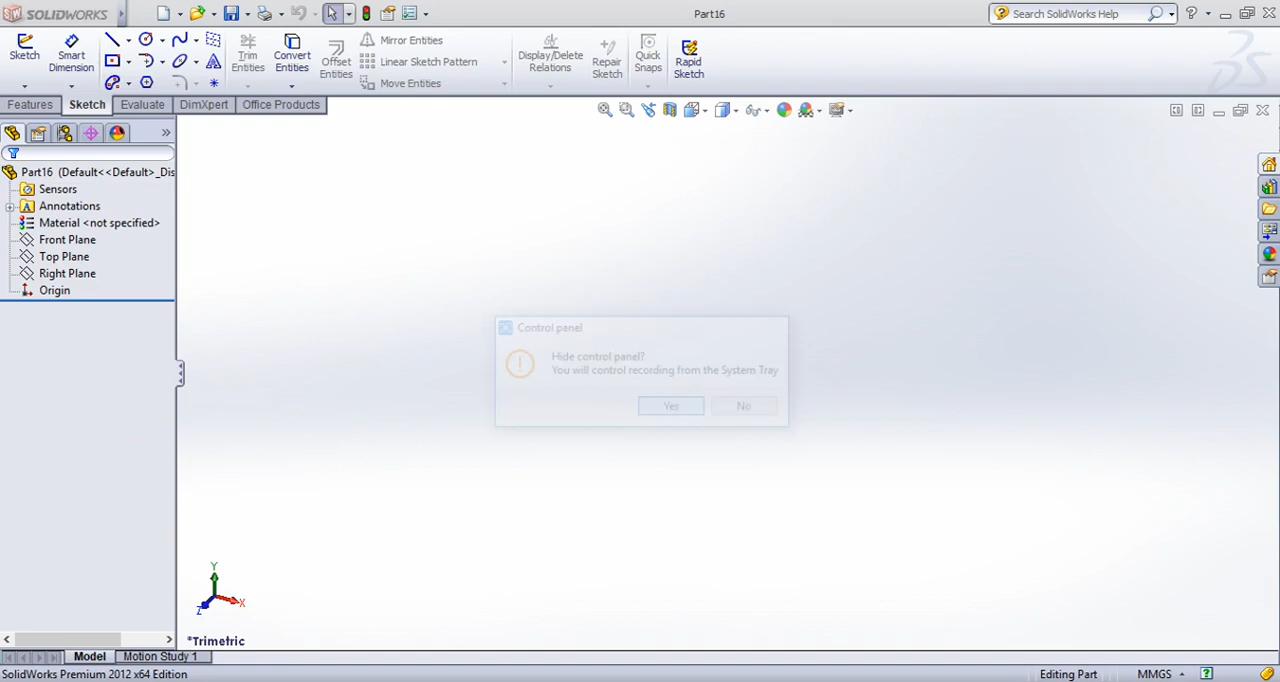 SOLIDWORKS
Part16
Search SolidWorks Help
Sketch
Smart Dimension
Trim Entities
Convert Entities
Offset Entities
Mirror Entities
Linear Sketch Pattern
Move Entities
Display/Delete Relations
Repair Sketch
Quick Snaps
Rapid Sketch
Features
Sketch
Evaluate
DimXpert
Office Products
Part16 (Default<<Default>_Dis
Sensors
Annotations
Material <not specified>
Front Plane
Top Plane
Right Plane
Origin
Control panel
Hide control panel?
You will control recording from the System Tray
Yes
No
Y
X
Z
*Trimetric
Model
Motion Study 1
SolidWorks Premium 2012 x64 Edition
Editing Part
MMGS